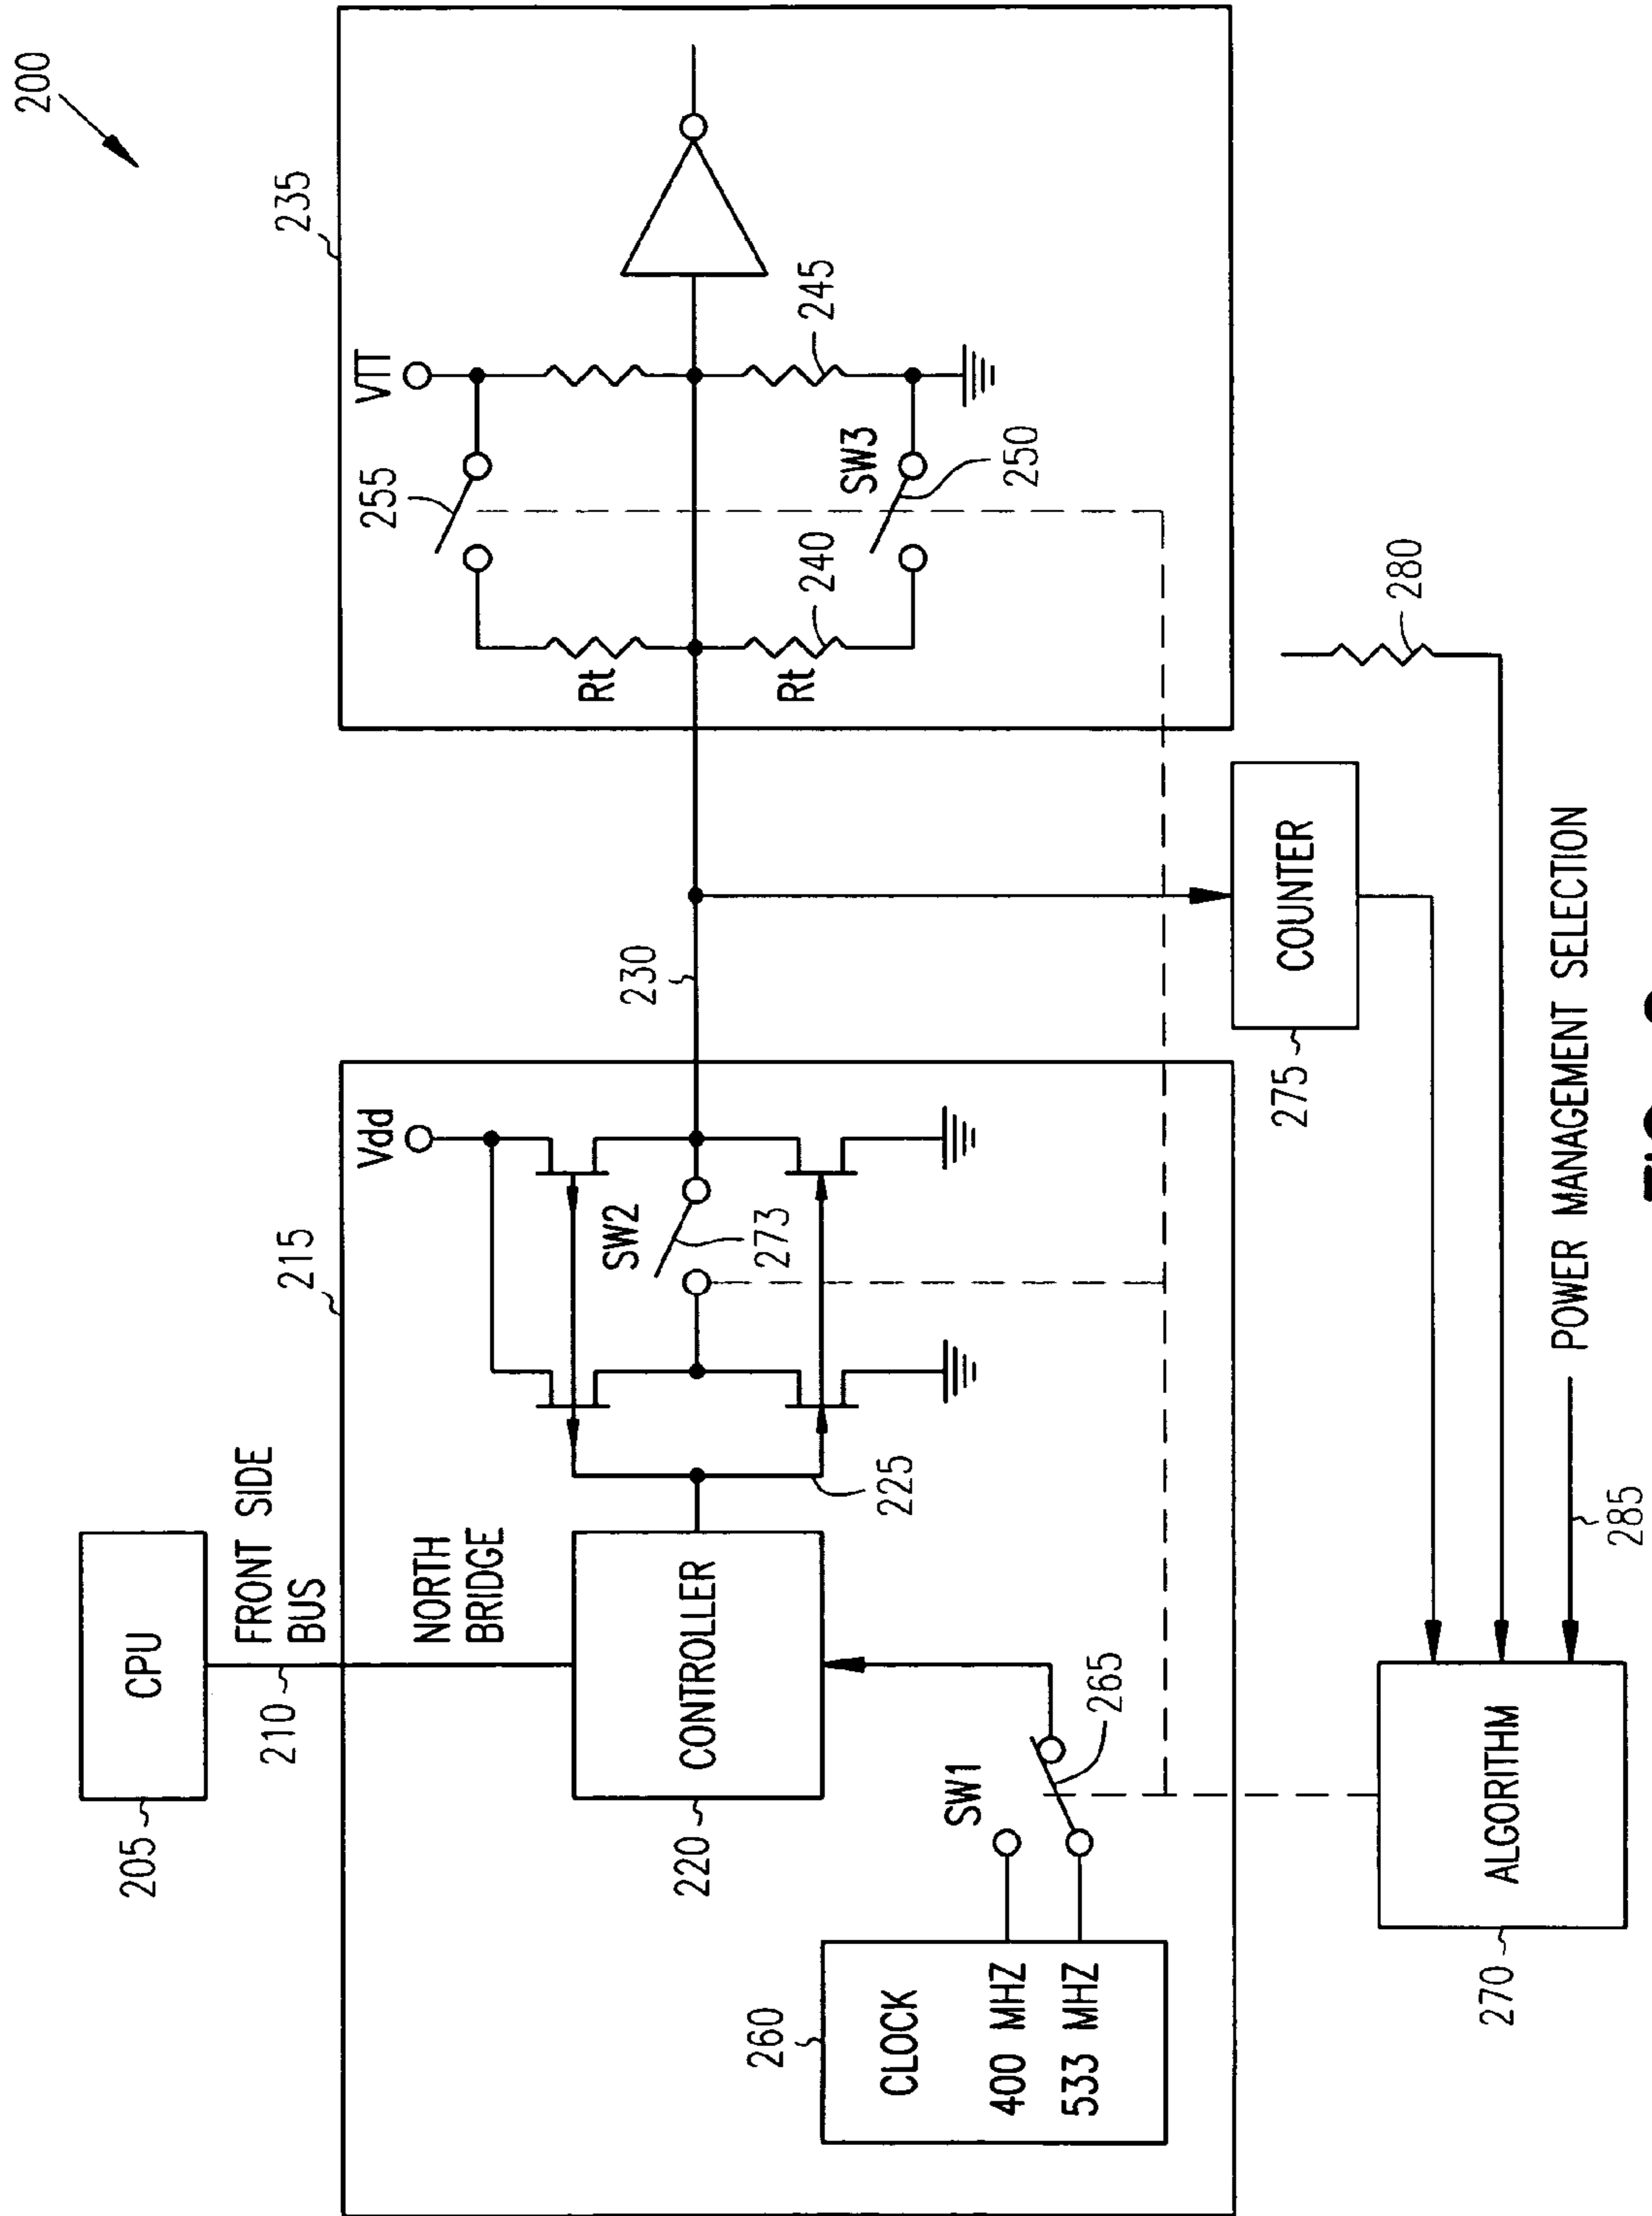 200
CPU
205
FRONT SIDE
BUS
210
215
235
NORTH
BRIDGE
Vdd
VTT
255
CONTROLLER
220
SW2
273
230
Rt
Rt
240
245
SW3
250
225
CLOCK
400 MHZ
533 MHZ
260
SW1
265
COUNTER
275
280
ALGORITHM
270
POWER MANAGEMENT SELECTION
285